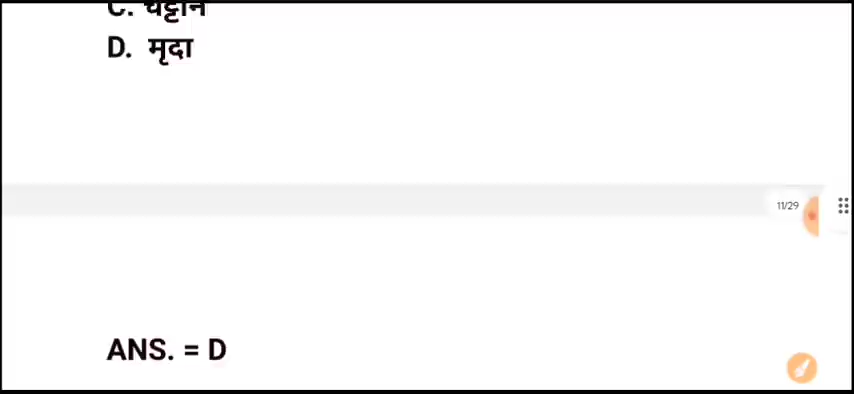 C. चट्टान
D. मृदा
11/29
ANS. = D